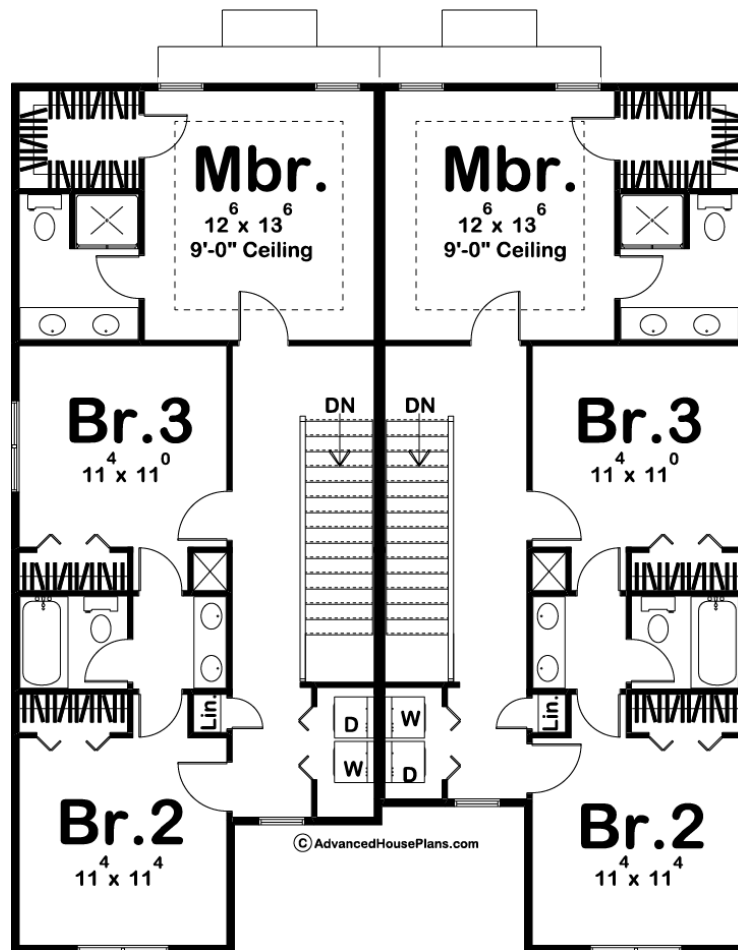 Mbr.
12⁶ x 13⁶
9'-0" Ceiling
Mbr.
12⁶ x 13⁶
9'-0" Ceiling
Br.3
11⁴ x 11⁰
DN
DN
Br.3
11⁴ x 11⁰
Lin.
D
W
W
D
Lin.
Br.2
11⁴ x 11⁴
© AdvancedHousePlans.com
Br.2
11⁴ x 11⁴